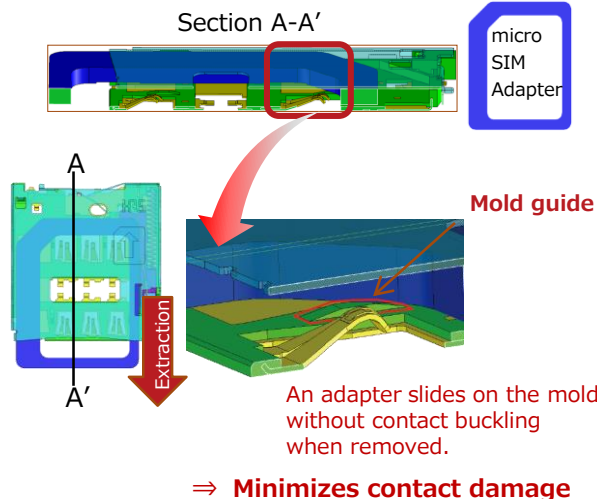 Section A-A’
micro
SIM
Adapter
A
HRS
Mold guide
Extraction
A’
An adapter slides on the mold
without contact buckling
when removed.
⇒ Minimizes contact damage